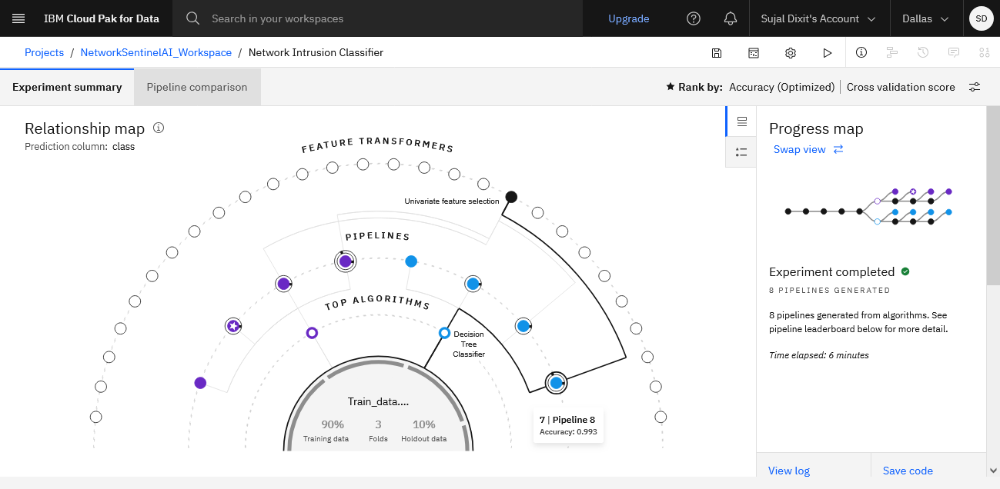 IBM Cloud Pak for Data
Search in your workspaces
Upgrade
Sujal Dixit's Account
Dallas
SD
Projects / NetworkSentinelAI_Workspace / Network Intrusion Classifier
Experiment summary
Pipeline comparison
Rank by: Accuracy (Optimized) | Cross validation score
Relationship map
Prediction column: class
FEATURE TRANSFORMERS
Univariate feature selection
PIPELINES
TOP ALGORITHMS
Decision
Tree
Classifier
Train_data....
90% 3 10%
Training data Folds Holdout data
7 | Pipeline 8
Accuracy: 0.993
Progress map
Swap view
Experiment completed
8 PIPELINES GENERATED
8 pipelines generated from algorithms. See
pipeline leaderboard below for more detail.
Time elapsed: 6 minutes
View log
Save code